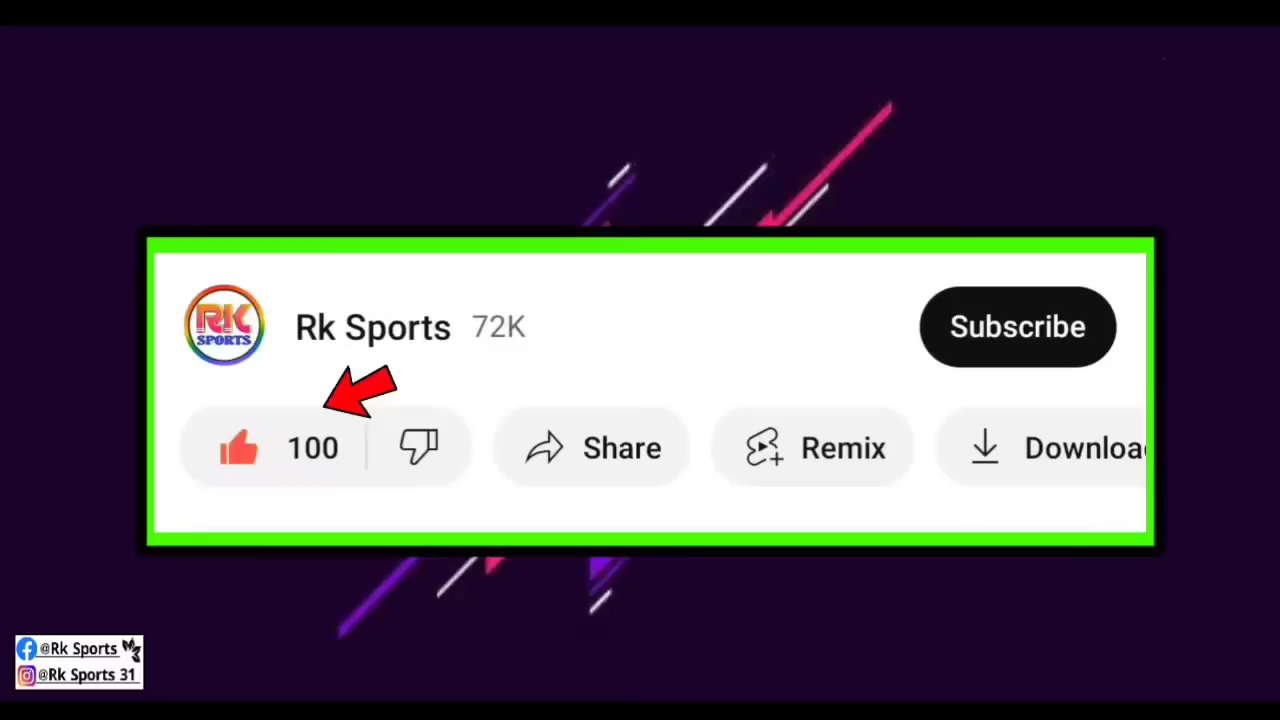 RK
SPORTS
Rk Sports 72K
Subscribe
100
Share
Remix
Downloa
@Rk Sports
@Rk Sports 31